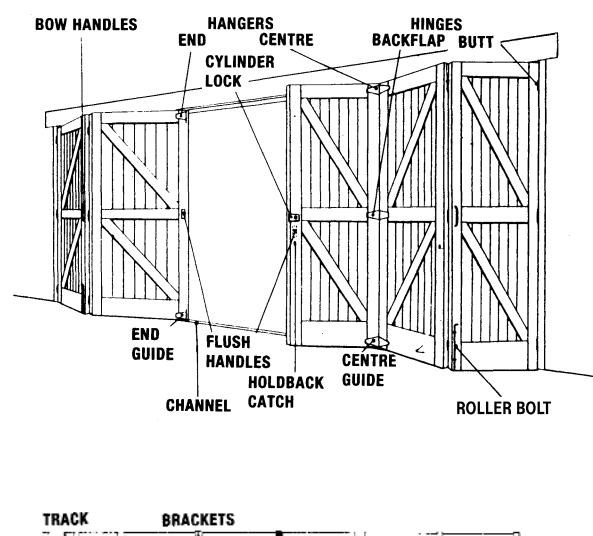 BOW HANDLES
HANGERS
END CENTRE
HINGES
BACKFLAP BUTT
CYLINDER
LOCK
END
GUIDE
FLUSH
HANDLES
HOLDBACK
CATCH
CENTRE
GUIDE
CHANNEL
ROLLER BOLT
TRACK BRACKETS